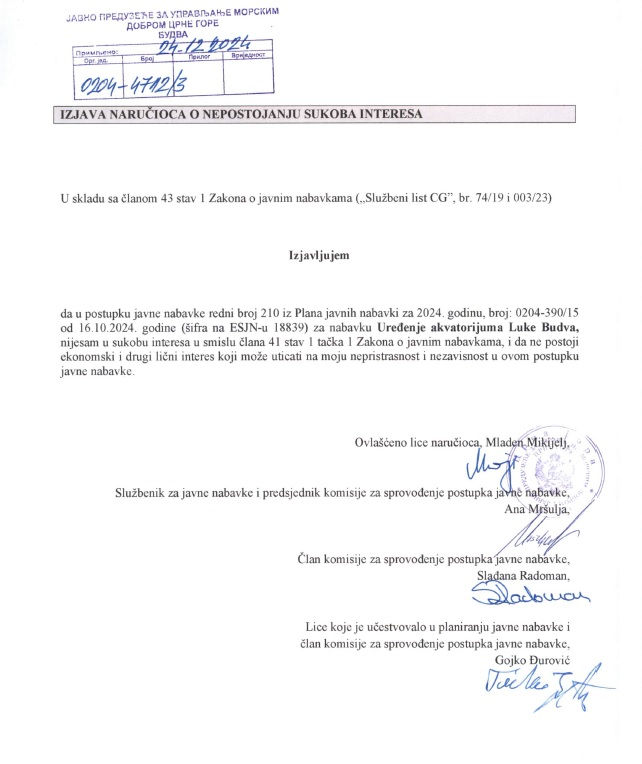 ЈАВНО ПРЕДУЗЕЋЕ ЗА УПРАВЉАЊЕ МОРСКИМ
ДОБРОМ ЦРНЕ ГОРЕ
БУДВА
Примљено: 24.12.2024
Орг. јед. Број Прилог Вриједност
0204-4712/3
IZJAVA NARUČIOCA O NEPOSTOJANJU SUKOBA INTERESA
U skladu sa članom 43 stav 1 Zakona o javnim nabavkama („Službeni list CG”, br. 74/19 i 003/23)
Izjavljujem
da u postupku javne nabavke redni broj 210 iz Plana javnih nabavki za 2024. godinu, broj: 0204-390/15
od 16.10.2024. godine (šifra na ESJN-u 18839) za nabavku Uređenje akvatorijuma Luke Budva,
nijesam u sukobu interesa u smislu člana 41 stav 1 tačka 1 Zakona o javnim nabavkama, i da ne postoji
ekonomski i drugi lični interes koji može uticati na moju nepristrasnost i nezavisnost u ovom postupku
javne nabavke.
Ovlašćeno lice naručioca, Mladen Mikijelj,
Službenik za javne nabavke i predsjednik komisije za sprovođenje postupka javne nabavke,
Ana Mršulja,
Član komisije za sprovođenje postupka javne nabavke,
Slađana Radoman,
SRadoman
Lice koje je učestvovalo u planiranju javne nabavke i
član komisije za sprovođenje postupka javne nabavke,
Gojko Đurović